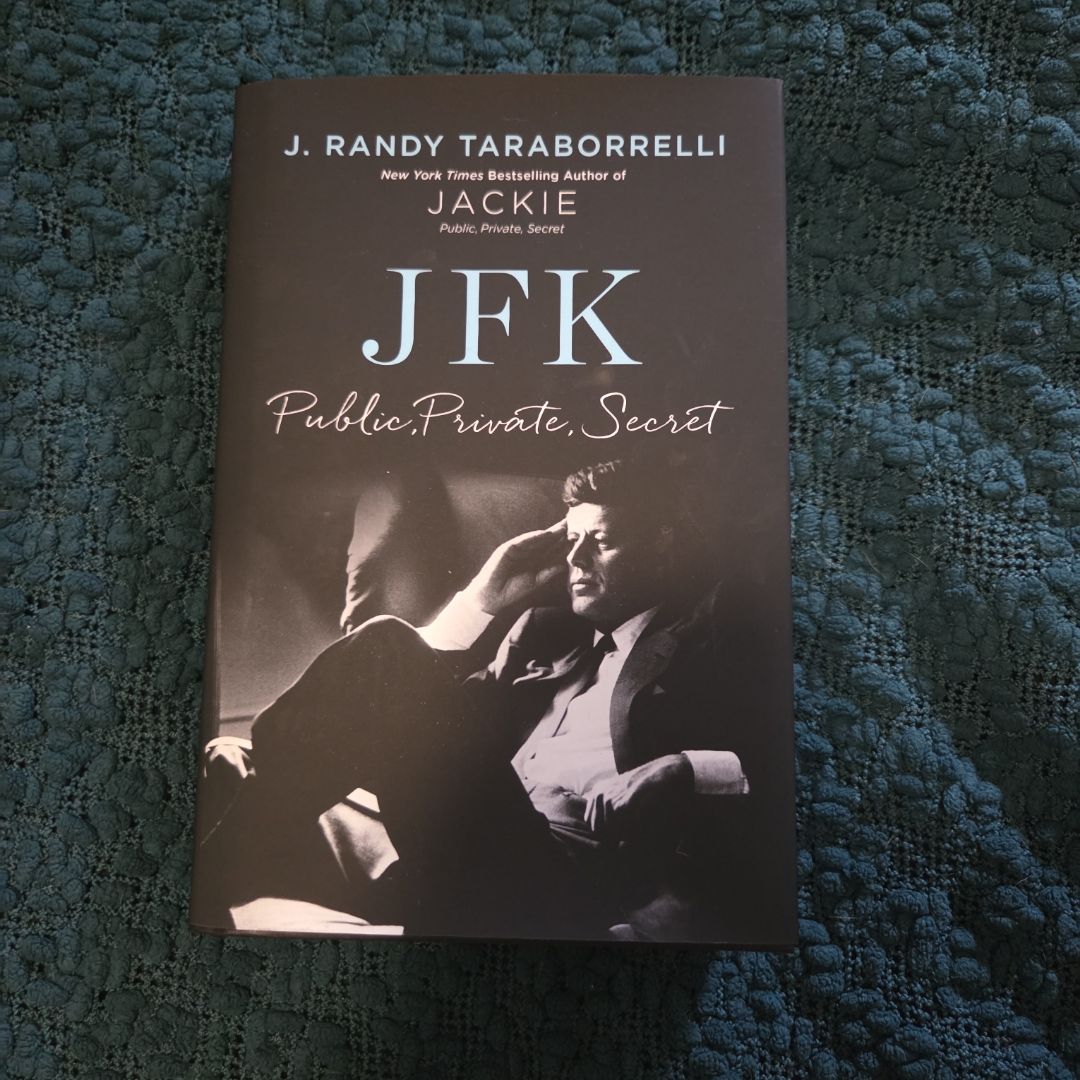 J. RANDY TARABORRELLI
New York Times Bestselling Author of
JACKIE
Public, Private, Secret
JFK
Public, Private, Secret